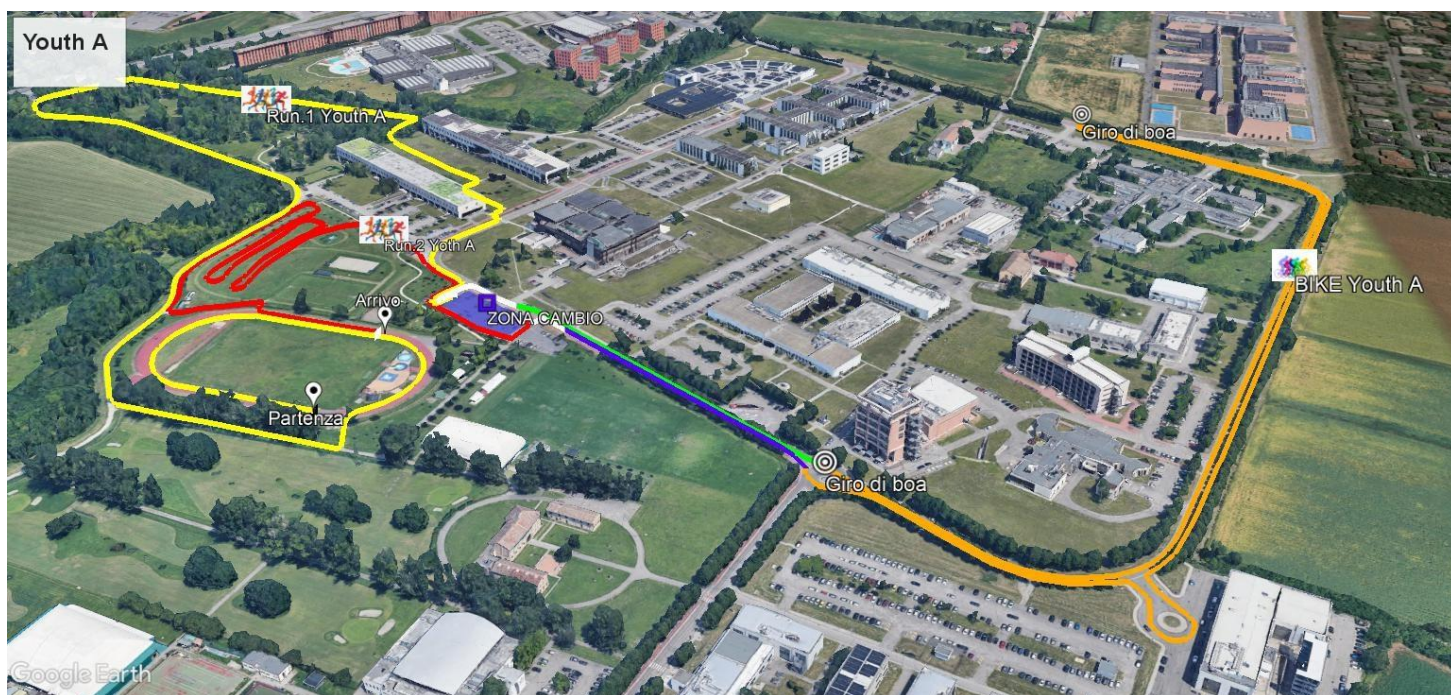 Youth A
Run.1 Youth A
Giro di boa
Run.2 Yoth A
BIKE Youth A
Arrivo
ZONA CAMBIO
Partenza
Giro di boa
Google Earth